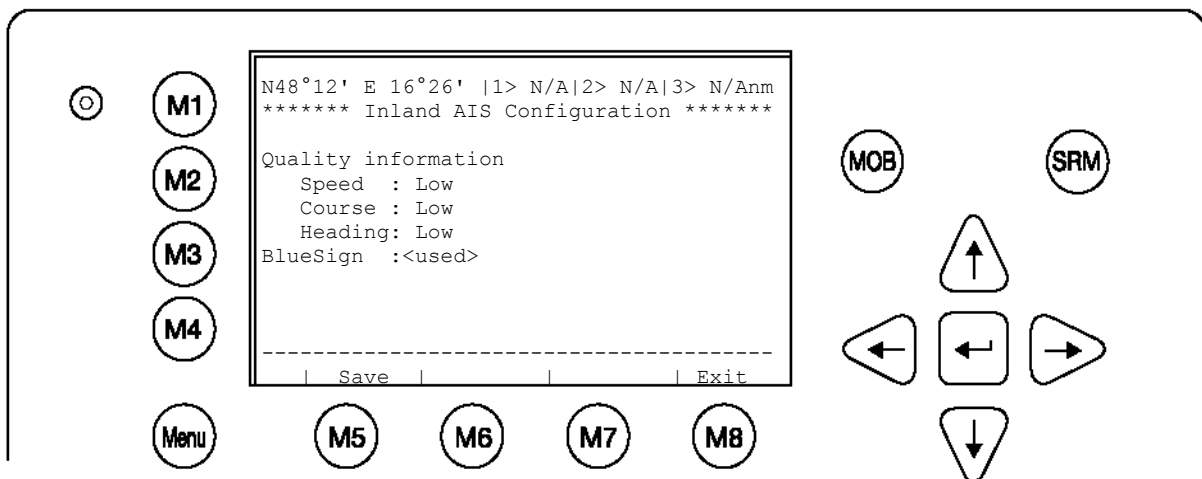 N48°12' E 16°26' |1> N/A|2> N/A|3> N/Anm
******* Inland AIS Configuration *******
Quality information
Speed : Low
Course : Low
Heading: Low
BlueSign :<used>
----------------------------------------
| Save | | | Exit
M1
M2
M3
M4
Menu
M5
M6
M7
M8
MOB
SRM